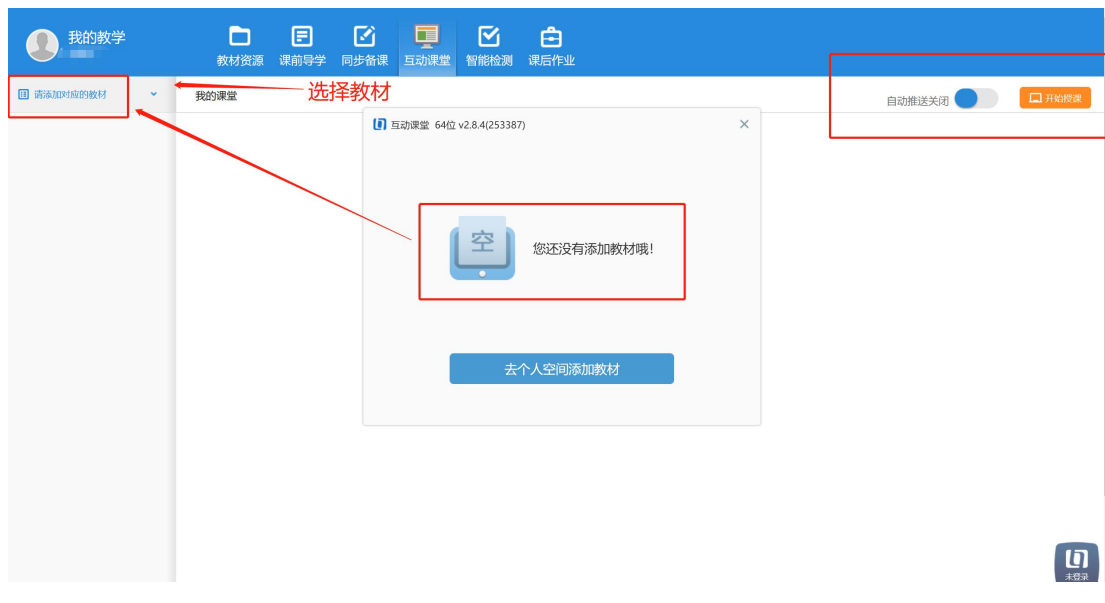 我的教学
教材资源 课前导学 同步备课 互动课堂 智能检测 课后作业
请添加对应的教材
选择教材
我的课堂
自动推送关闭
开始授课
互动课堂 64位 v2.8.4(253387)
空
您还没有添加教材哦!
去个人空间添加教材
未登录